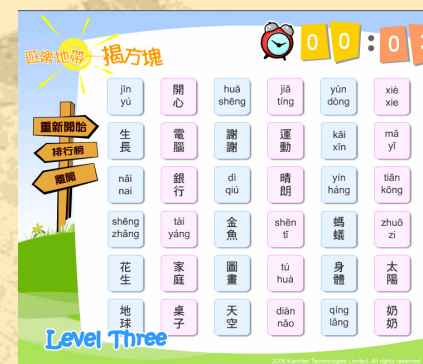 遊樂地帶 揭方塊
00:0
重新開始
排行榜
離開
jīn yú
開心
huā shēng
jiā tíng
yùn dòng
xiè xie
生長
電腦
謝謝
運動
kāi xīn
mǎ yǐ
nǎi nai
銀行
dì qiú
晴朗
yín háng
tiān kōng
shēng zhǎng
tài yáng
金魚
shēn tǐ
螞蟻
zhuō zi
花生
家庭
圖畫
tú huà
身體
太陽
地球
桌子
天空
diàn nǎo
qíng lǎng
奶奶
Level Three
2008 KanHan Technologies Limited. All rights reserved